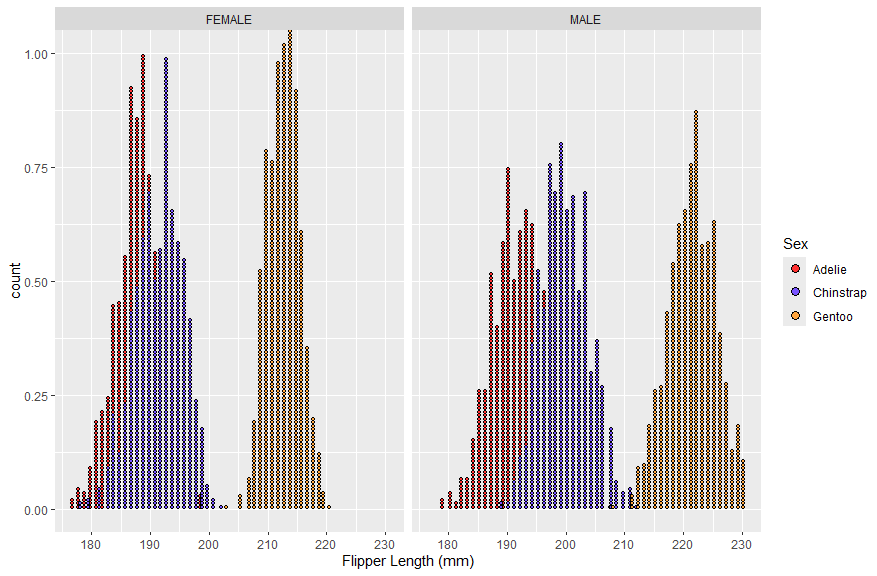 FEMALE
MALE
1.00
0.75
0.50
0.25
0.00
count
180 190 200 210 220 230
180 190 200 210 220 230
Flipper Length (mm)
Sex
Adelie
Chinstrap
Gentoo